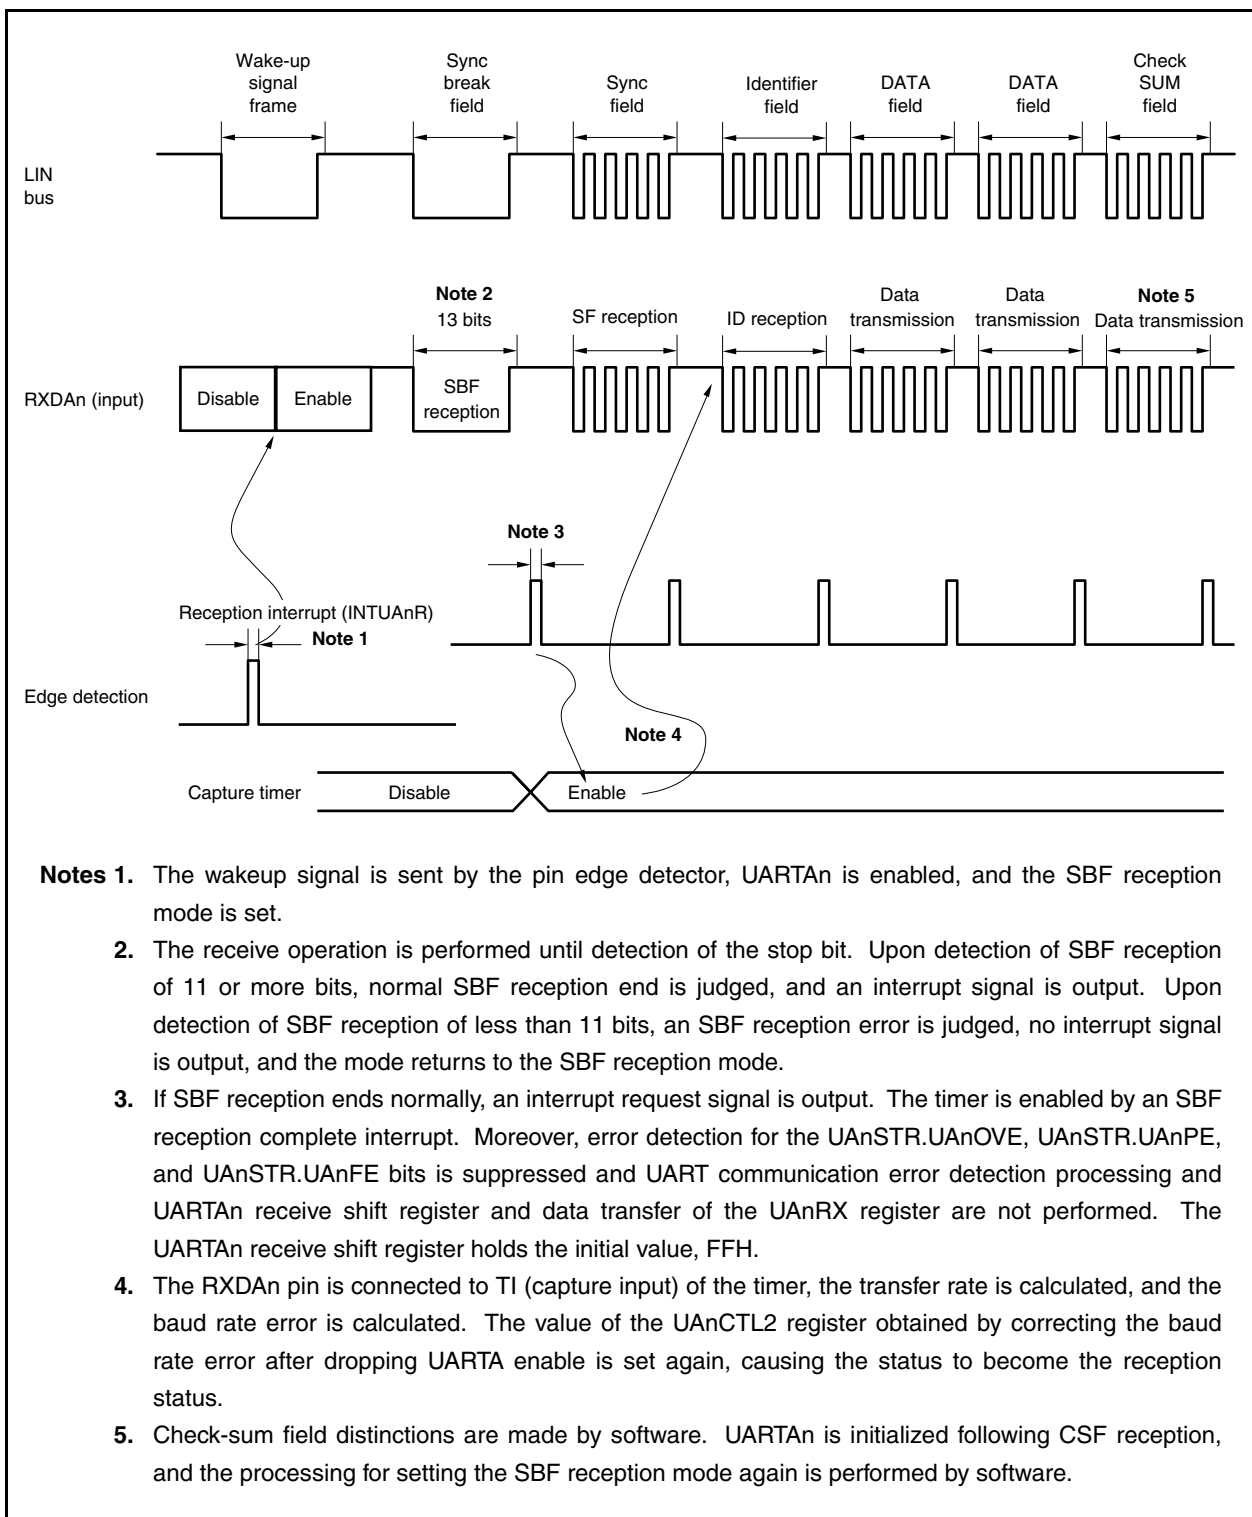 Wake-up
signal
frame
Sync
break
field
Sync
field
Identifier
field
DATA
field
DATA
field
Check
SUM
field
LIN
bus
Note 2
13 bits
SF reception
ID reception
Data
transmission
Data
transmission
Note 5
Data transmission
RXDAn (input)
Disable
Enable
SBF
reception
Note 3
Reception interrupt (INTUAnR)
Note 1
Edge detection
Note 4
Capture timer
Disable
Enable
Notes 1. The wakeup signal is sent by the pin edge detector, UARTAn is enabled, and the SBF reception
mode is set.
2. The receive operation is performed until detection of the stop bit. Upon detection of SBF reception
of 11 or more bits, normal SBF reception end is judged, and an interrupt signal is output. Upon
detection of SBF reception of less than 11 bits, an SBF reception error is judged, no interrupt signal
is output, and the mode returns to the SBF reception mode.
3. If SBF reception ends normally, an interrupt request signal is output. The timer is enabled by an SBF
reception complete interrupt. Moreover, error detection for the UAnSTR.UAnOVE, UAnSTR.UAnPE,
and UAnSTR.UAnFE bits is suppressed and UART communication error detection processing and
UARTAn receive shift register and data transfer of the UAnRX register are not performed. The
UARTAn receive shift register holds the initial value, FFH.
4. The RXDAn pin is connected to TI (capture input) of the timer, the transfer rate is calculated, and the
baud rate error is calculated. The value of the UAnCTL2 register obtained by correcting the baud
rate error after dropping UARTA enable is set again, causing the status to become the reception
status.
5. Check-sum field distinctions are made by software. UARTAn is initialized following CSF reception,
and the processing for setting the SBF reception mode again is performed by software.